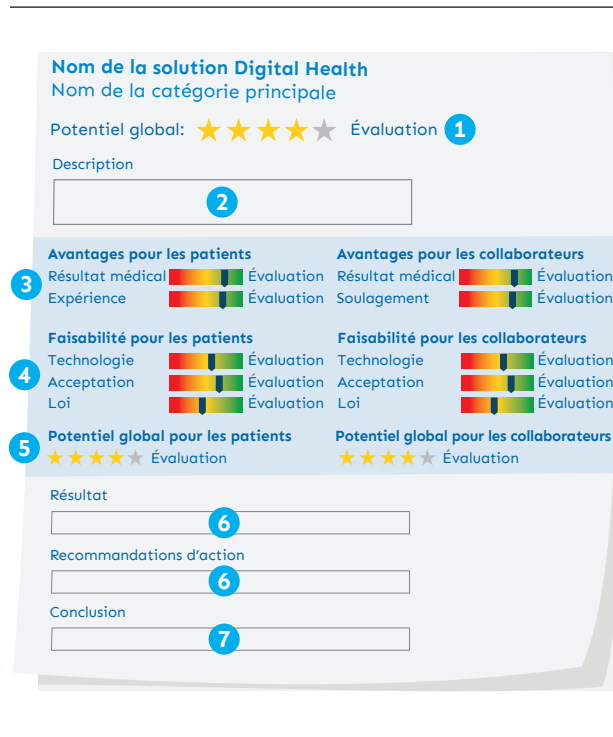 Nom de la solution Digital Health
Nom de la catégorie principale
Potentiel global: Évaluation 1
Description
2
Avantages pour les patients Avantages pour les collaborateurs
3 Résultat médical Évaluation Résultat médical Évaluation
Expérience Évaluation Soulagement Évaluation
Faisabilité pour les patients Faisabilité pour les collaborateurs
Technologie Évaluation Technologie Évaluation
4 Acceptation Évaluation Acceptation Évaluation
Loi Évaluation Loi Évaluation
5 Potentiel global pour les patients Potentiel global pour les collaborateurs
Évaluation Évaluation
Résultat
6
Recommandations d’action
6
Conclusion
7